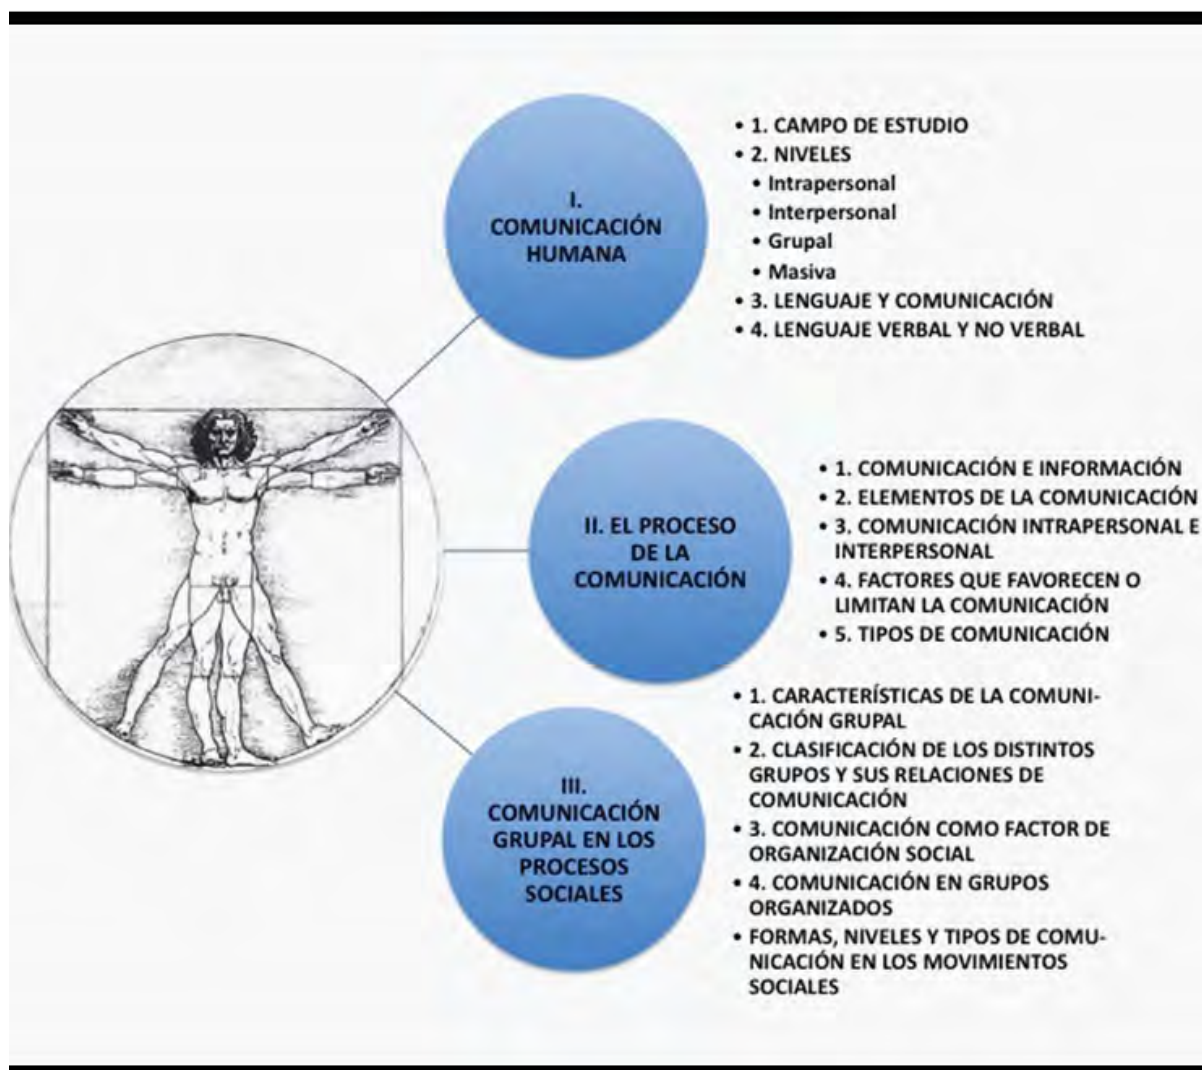 I.
COMUNICACIÓN
HUMANA
• 1. CAMPO DE ESTUDIO
• 2. NIVELES
• Intrapersonal
• Interpersonal
• Grupal
• Masiva
• 3. LENGUAJE Y COMUNICACIÓN
• 4. LENGUAJE VERBAL Y NO VERBAL
II. EL PROCESO
DE LA
COMUNICACIÓN
• 1. COMUNICACIÓN E INFORMACIÓN
• 2. ELEMENTOS DE LA COMUNICACIÓN
• 3. COMUNICACIÓN INTRAPERSONAL E
INTERPERSONAL
• 4. FACTORES QUE FAVORECEN O
LIMITAN LA COMUNICACIÓN
• 5. TIPOS DE COMUNICACIÓN
III.
COMUNICACIÓN
GRUPAL EN LOS
PROCESOS
SOCIALES
• 1. CARACTERÍSTICAS DE LA COMUNI-
CACIÓN GRUPAL
• 2. CLASIFICACIÓN DE LOS DISTINTOS
GRUPOS Y SUS RELACIONES DE
COMUNICACIÓN
• 3. COMUNICACIÓN COMO FACTOR DE
ORGANIZACIÓN SOCIAL
• 4. COMUNICACIÓN EN GRUPOS
ORGANIZADOS
• FORMAS, NIVELES Y TIPOS DE COMU-
NICACIÓN EN LOS MOVIMIENTOS
SOCIALES